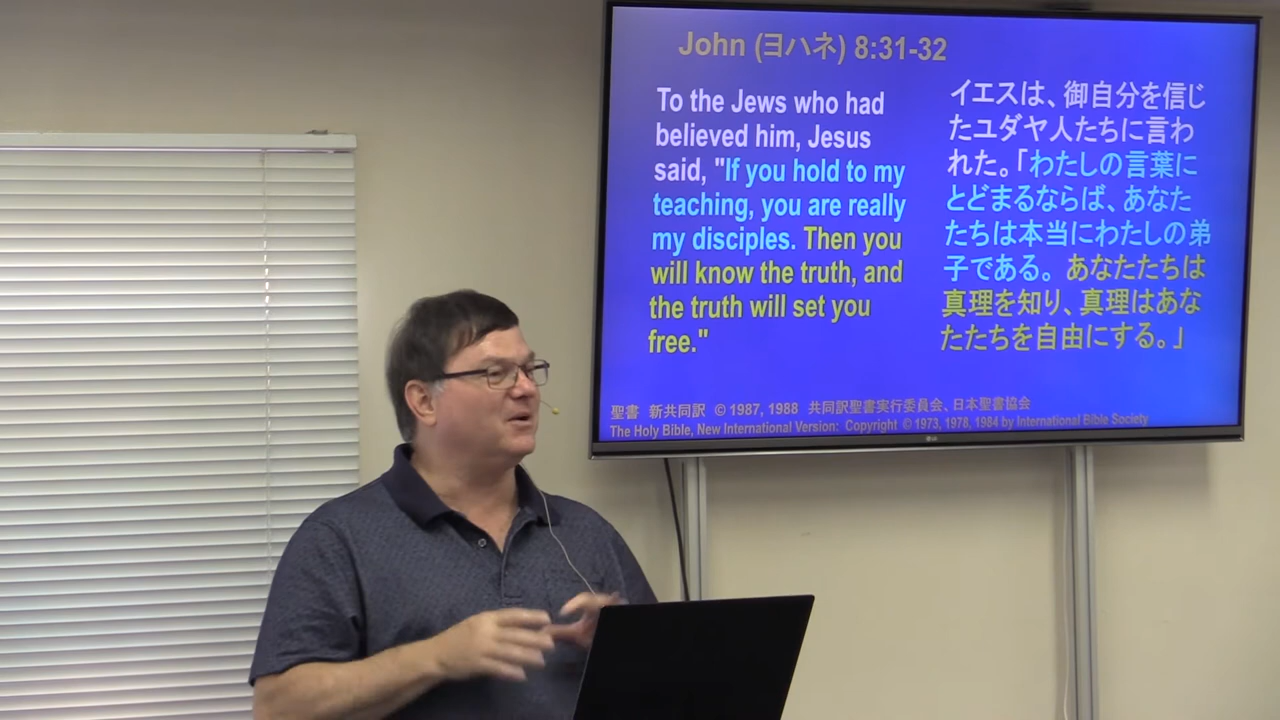 John (ヨハネ) 8:31-32
To the Jews who had
believed him, Jesus
said, "If you hold to my
teaching, you are really
my disciples. Then you
will know the truth, and
the truth will set you
free."
イエスは、御自分を信じ
たユダヤ人たちに言わ
れた。「わたしの言葉に
とどまるならば、あなた
たちは本当にわたしの弟
子である。あなたたちは
真理を知り、真理はあな
たたちを自由にする。」
聖書 新共同訳 © 1987, 1988 共同訳聖書実行委員会、日本聖書協会
The Holy Bible, New International Version: Copyright © 1973, 1978, 1984 by International Bible Society
LG